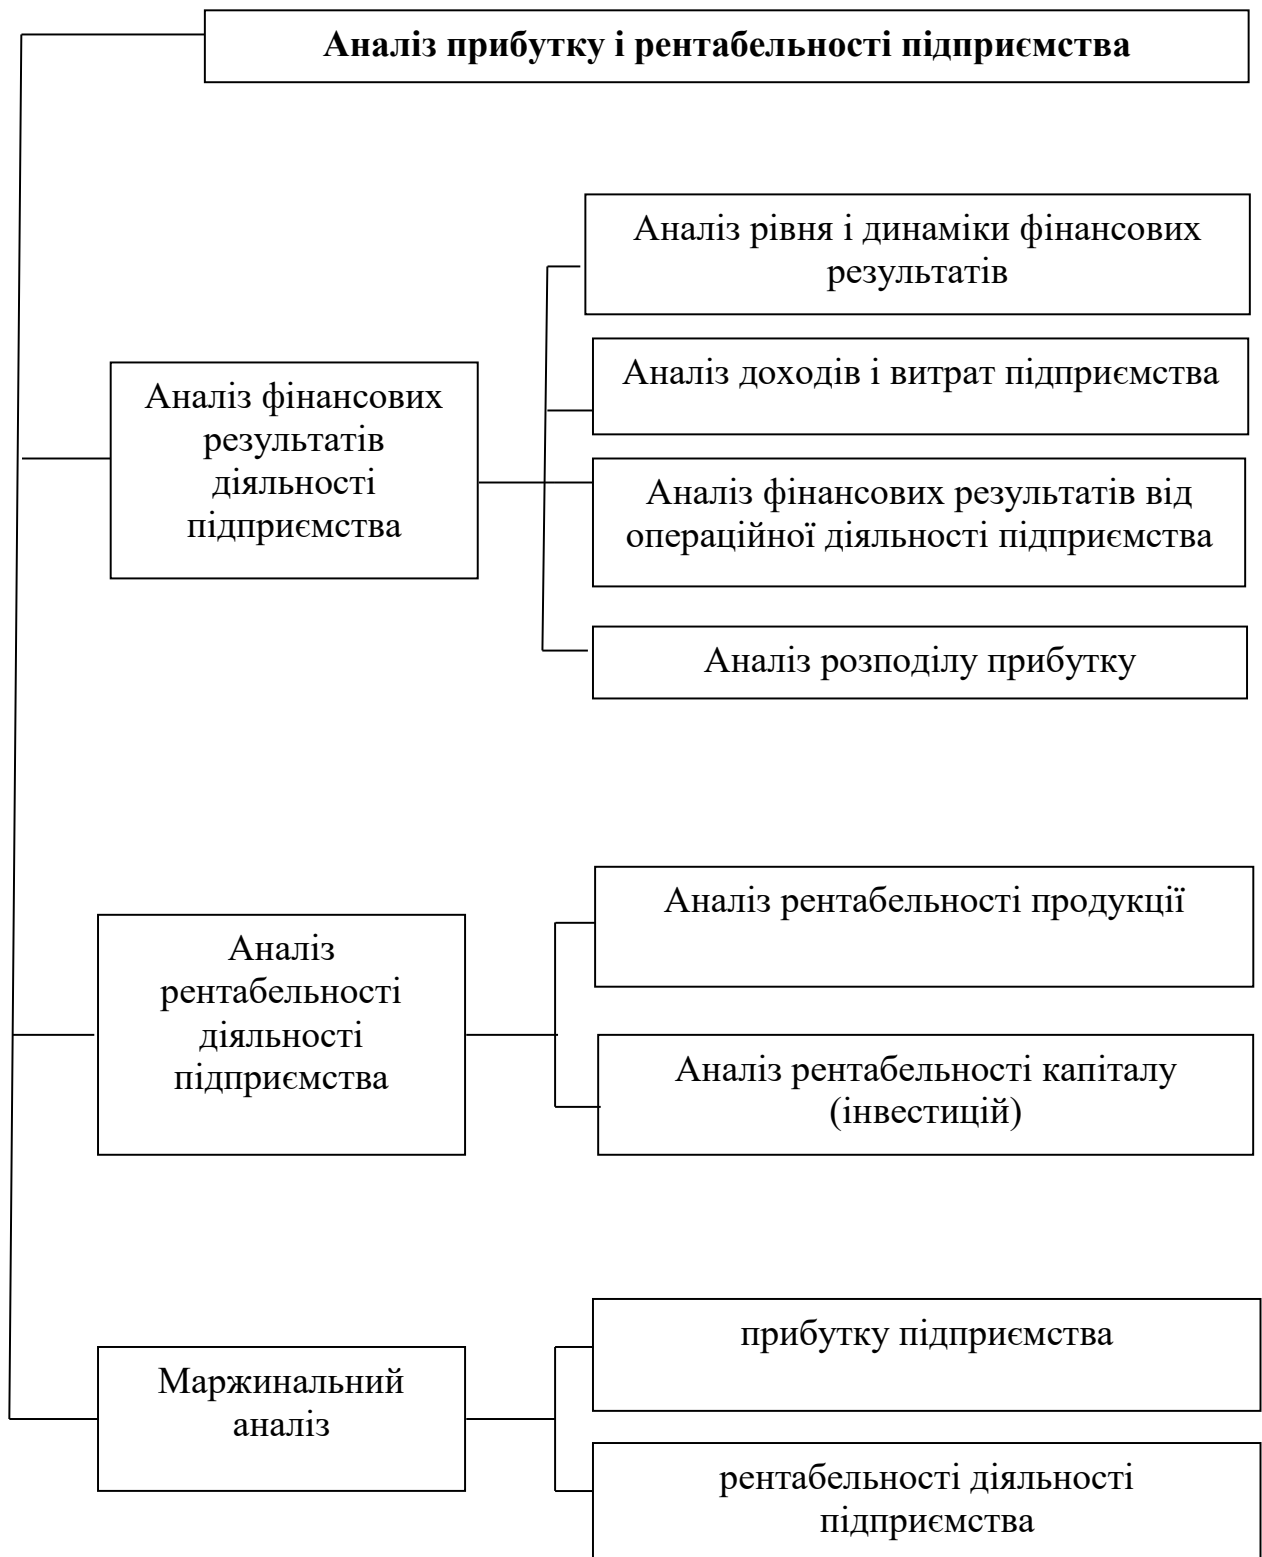 Аналіз прибутку і рентабельності підприємства
Аналіз фінансових
результатів
діяльності
підприємства
Аналіз рівня і динаміки фінансових
результатів
Аналіз доходів і витрат підприємства
Аналіз фінансових результатів від
операційної діяльності підприємства
Аналіз розподілу прибутку
Аналіз
рентабельності
діяльності
підприємства
Аналіз рентабельності продукції
Аналіз рентабельності капіталу
(інвестицій)
Маржинальний
аналіз
прибутку підприємства
рентабельності діяльності
підприємства